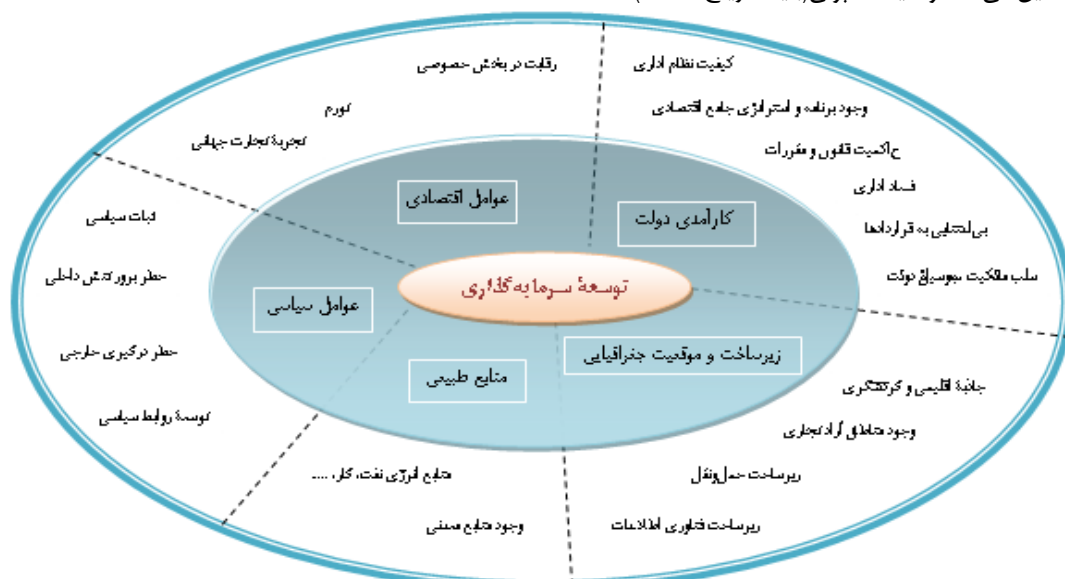 رقابت در بخش خصوصی
کیفیت نظام اداری
تورم
وجود برنامه و استراتژی جامع اقتصادی
تجربهٔ تجارت جهانی
حاکمیت قانون و مقررات
عوامل اقتصادی
فساد اداری
ثبات سیاسی
کارآمدی دولت
بی‌اعتنایی به قراردادها
خطر بروز تنش داخلی
توسعهٔ سرمایه‌گذاری
سلب مالکیت دولت
عوامل سیاسی
خطر درگیری خارجی
زیرساخت و موقعیت جغرافیایی
منابع طبیعی
جاذبهٔ اقلیمی و گردشگری
توسعهٔ روابط سیاسی
وجود مناطق آزاد تجاری
منابع انرژی نفت، گاز، ....
زیرساخت حمل‌ونقل
وجود منابع معدنی
زیرساخت فناوری اطلاعات